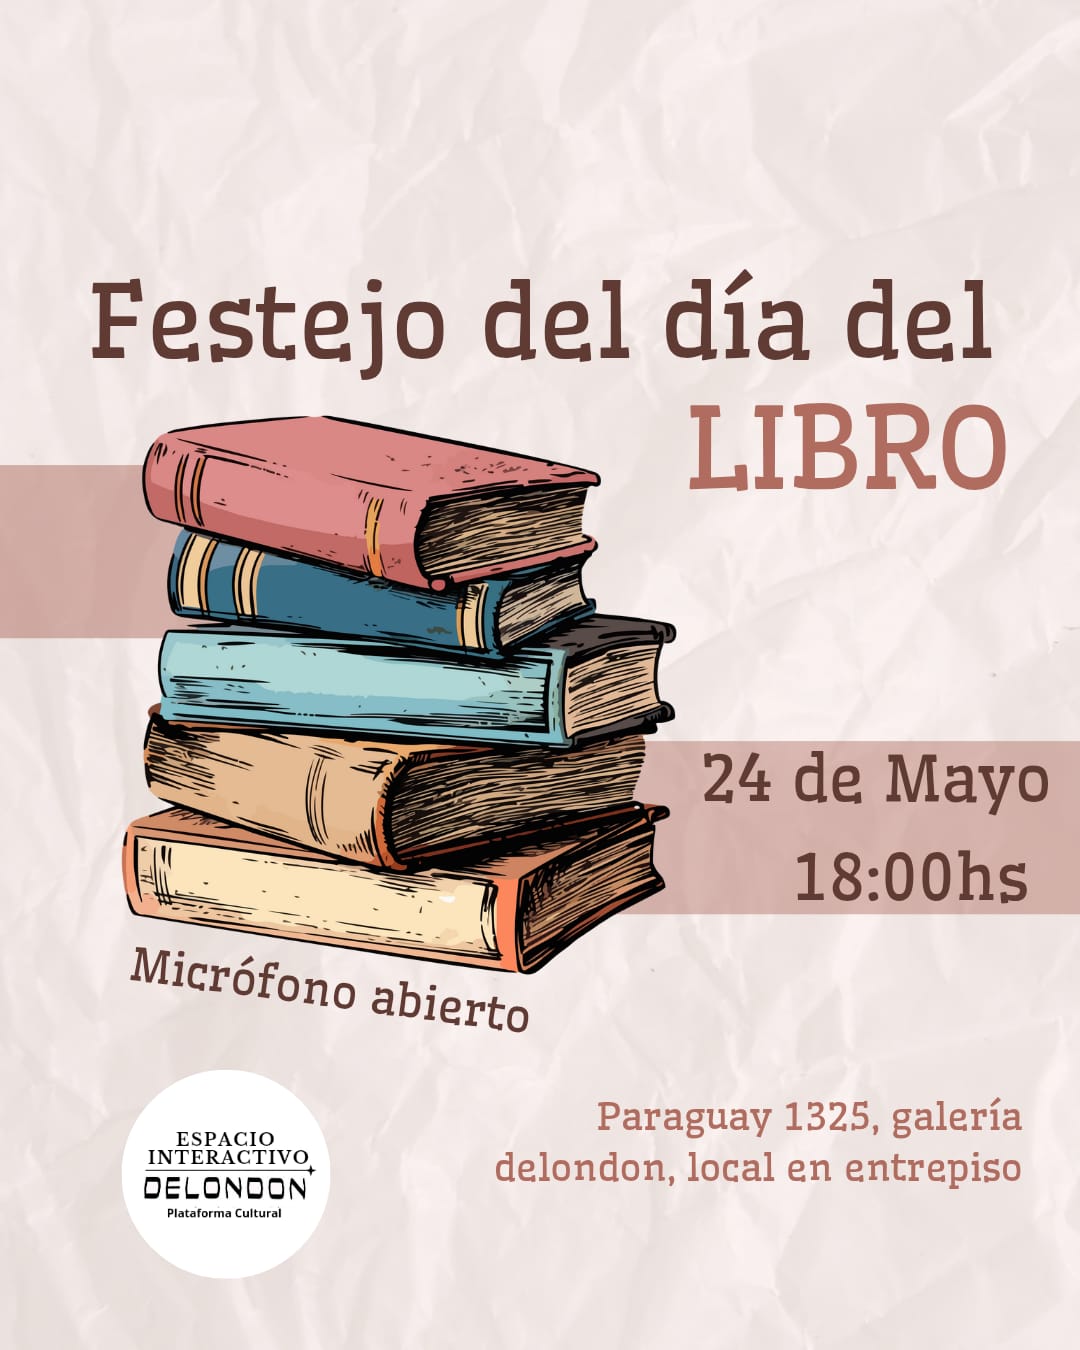 Festejo del día del
LIBRO
24 de Mayo
18:00hs
Micrófono abierto
Paraguay 1325, galería
delondon, local en entrepiso
ESPACIO
INTERACTIVO
DELONDON
Plataforma Cultural